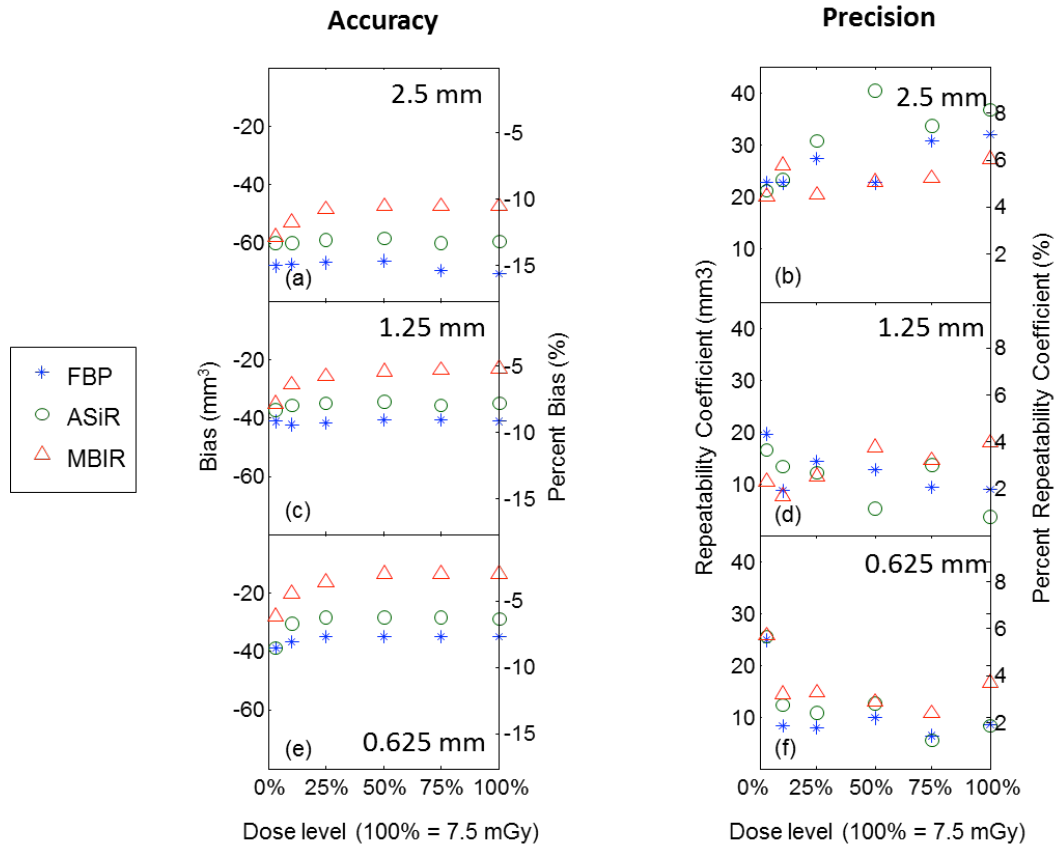 Accuracy
Precision
2.5 mm
-20
-40
-60
-5
-10
-15
(a)
2.5 mm
40
30
20
10
8
6
4
2
(b)
1.25 mm
-20
-40
-60
-5
-10
-15
(c)
1.25 mm
40
30
20
10
8
6
4
2
(d)
FBP
ASiR
MBIR
Bias (mm³)
Percent Bias (%)
Repeatability Coefficient (mm3)
Percent Repeatability Coefficient (%)
-20
-40
-60
-5
-10
-15
(e)
0.625 mm
0.625 mm
40
30
20
10
8
6
4
2
(f)
0% 25% 50% 75% 100%
0% 25% 50% 75% 100%
Dose level (100% = 7.5 mGy)
Dose level (100% = 7.5 mGy)